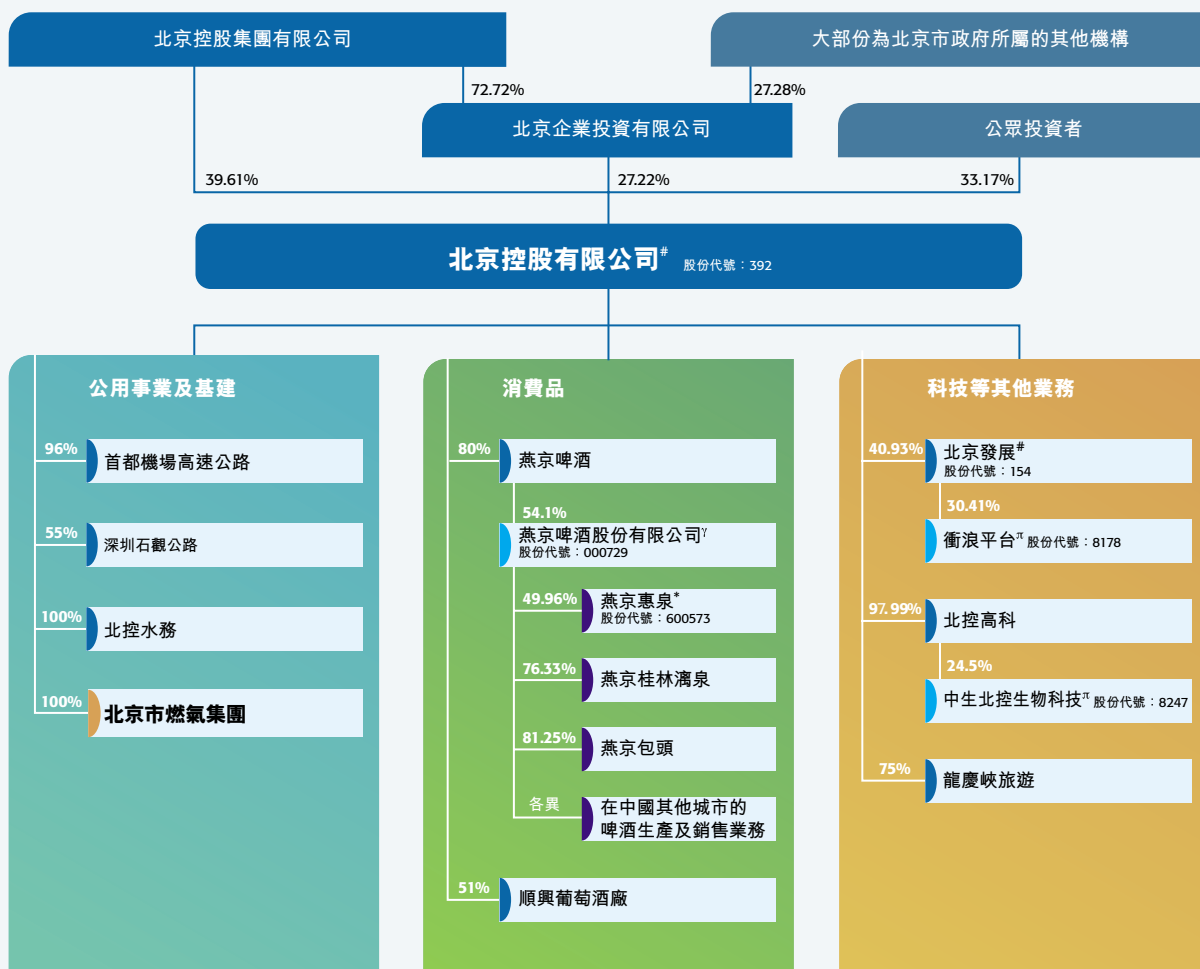 北京控股集團有限公司
大部份為北京市政府所屬的其他機構
72.72%
27.28%
北京企業投資有限公司
公眾投資者
39.61%
27.22%
33.17%
北京控股有限公司# 股份代號：392
公用事業及基建
96%
首都機場高速公路
55%
深圳石觀公路
100%
北控水務
100%
北京市燃氣集團
消費品
80%
燕京啤酒
54.1%
燕京啤酒股份有限公司γ
股份代號：000729
49.96%
燕京惠泉*
股份代號：600573
76.33%
燕京桂林漓泉
81.25%
燕京包頭
各異
在中國其他城市的
啤酒生產及銷售業務
51%
順興葡萄酒廠
科技等其他業務
40.93%
北京發展#
股份代號：154
30.41%
衝浪平台π 股份代號：8178
97.99%
北控高科
24.5%
中生北控生物科技π 股份代號：8247
75%
龍慶峽旅遊